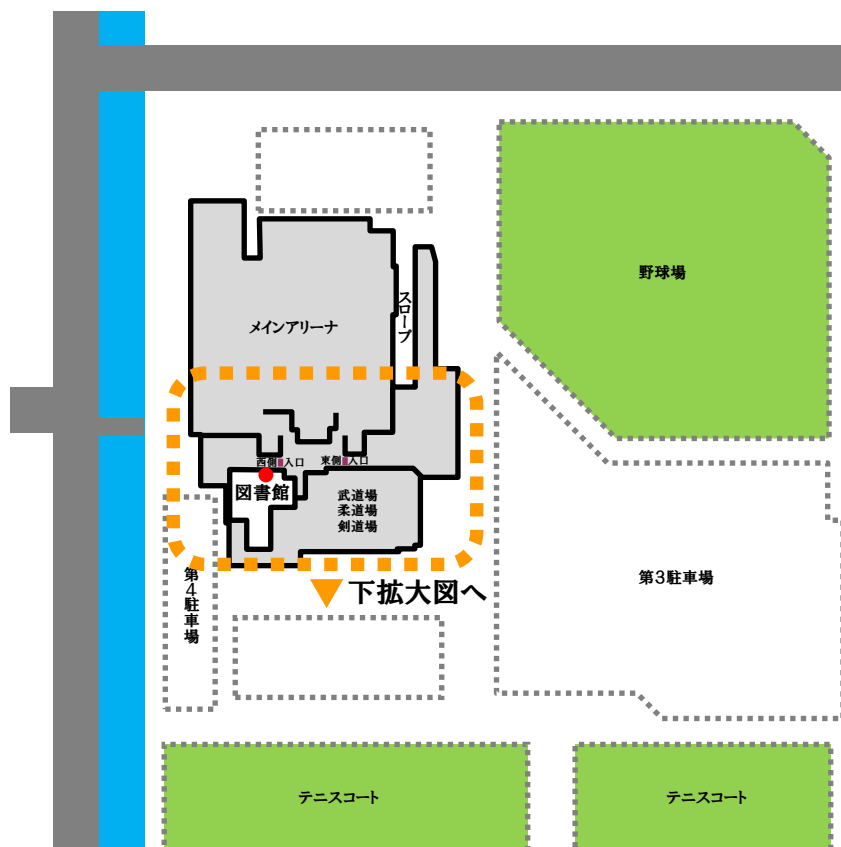 野球場
メインアリーナ
スロープ
西側 入口
東側 入口
図書館
武道場
柔道場
剣道場
第4駐車場
下拡大図へ
第3駐車場
テニスコート
テニスコート